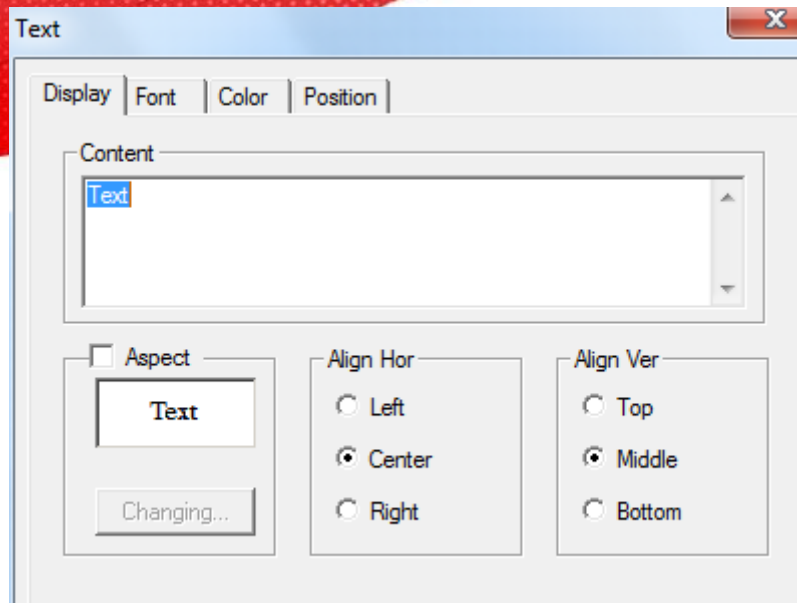 Text
Display Font Color Position
Content
Text
Aspect
Text
Changing...
Align Hor
Left
Center
Right
Align Ver
Top
Middle
Bottom